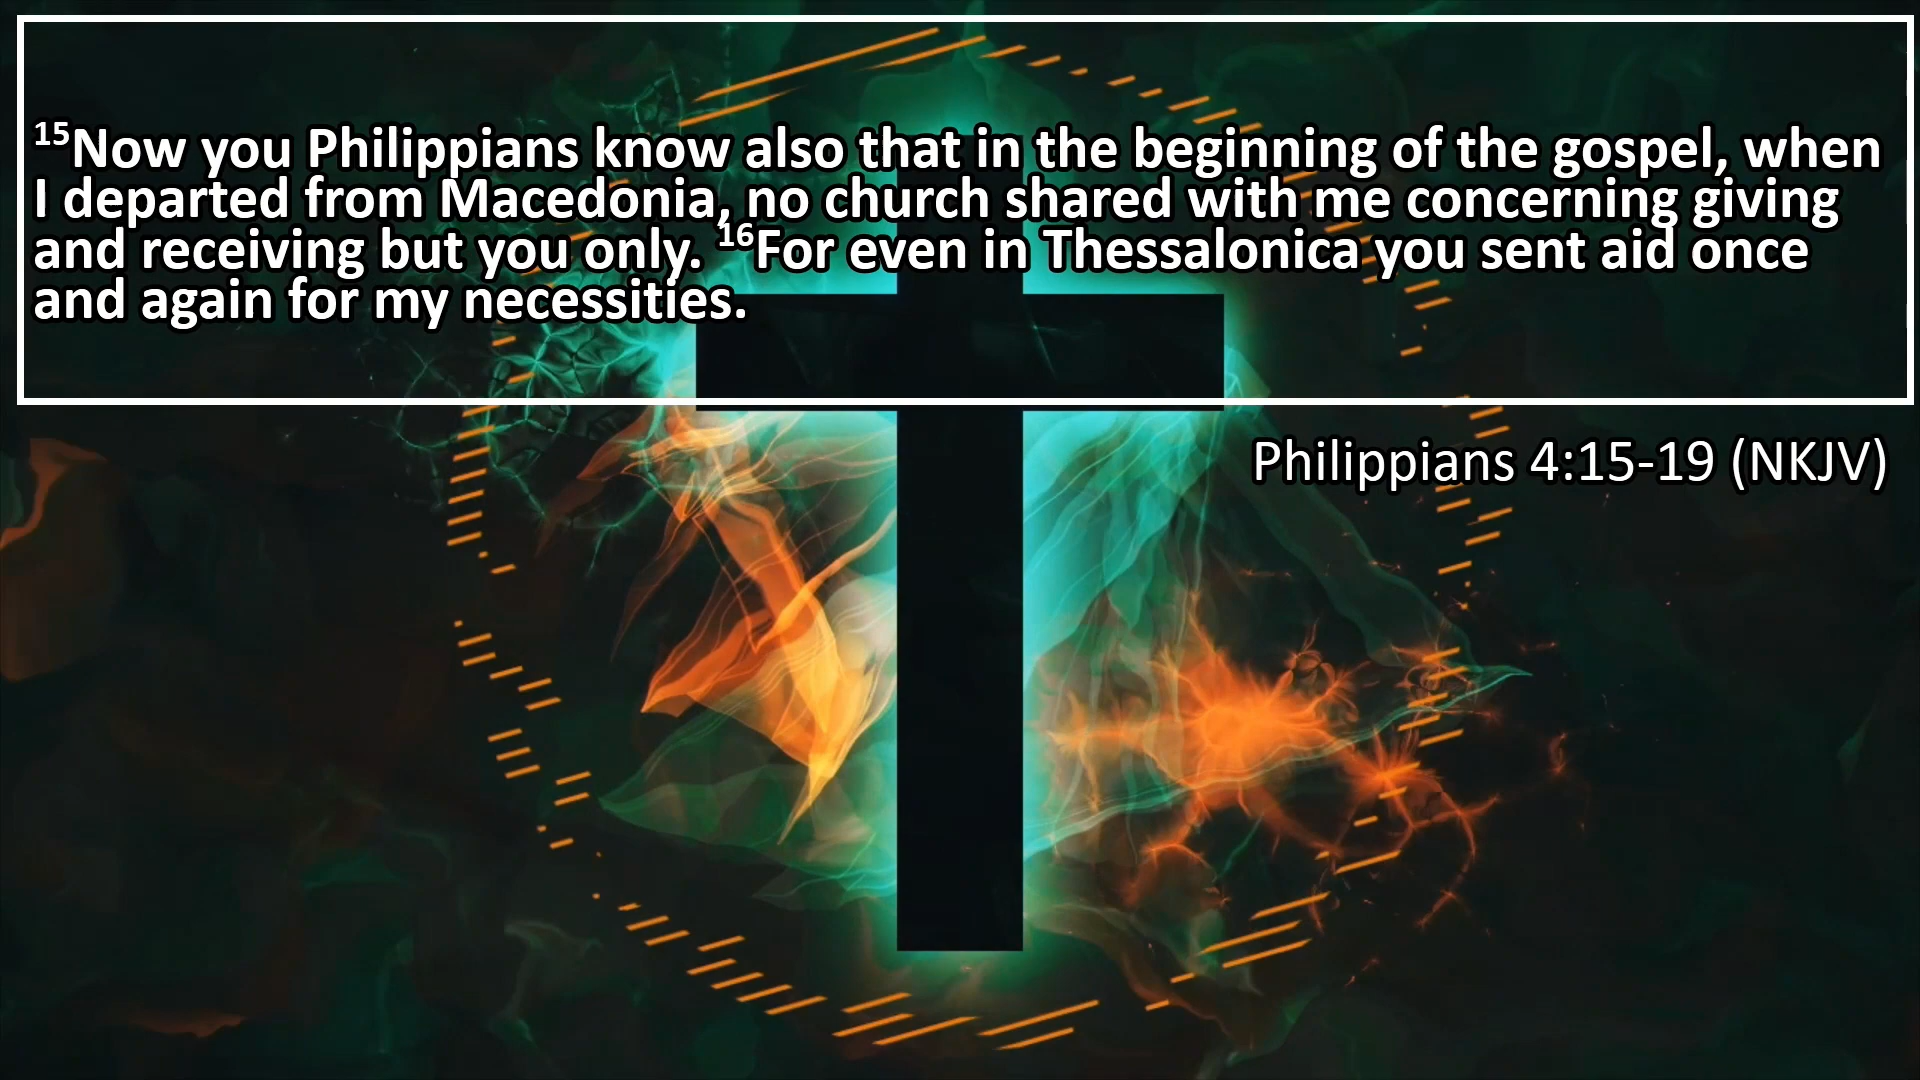 ¹⁵Now you Philippians know also that in the beginning of the gospel, when
I departed from Macedonia, no church shared with me concerning giving
and receiving but you only. ¹⁶For even in Thessalonica you sent aid once
and again for my necessities.
Philippians 4:15-19 (NKJV)